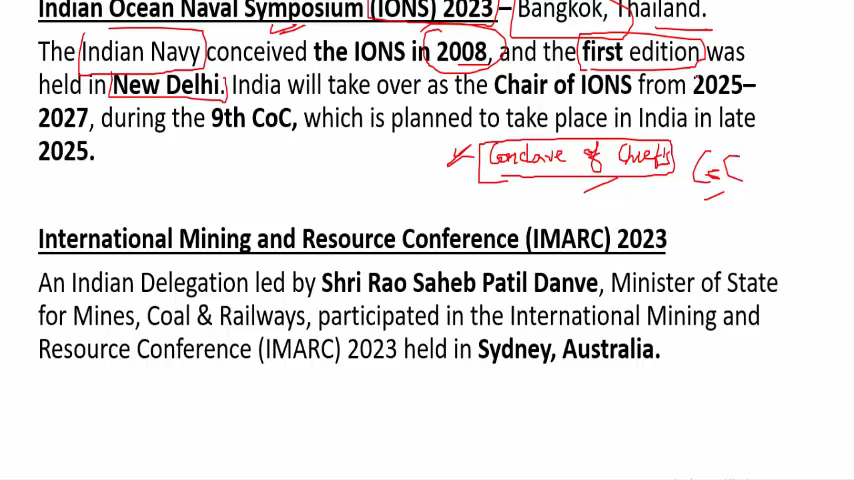 Indian Ocean Naval Symposium (IONS) 2023 – Bangkok, Thailand.
The Indian Navy conceived the IONS in 2008, and the first edition was
held in New Delhi. India will take over as the Chair of IONS from 2025–
2027, during the 9th CoC, which is planned to take place in India in late
2025.
Conclave of Chiefs CoC
International Mining and Resource Conference (IMARC) 2023
An Indian Delegation led by Shri Rao Saheb Patil Danve, Minister of State
for Mines, Coal & Railways, participated in the International Mining and
Resource Conference (IMARC) 2023 held in Sydney, Australia.